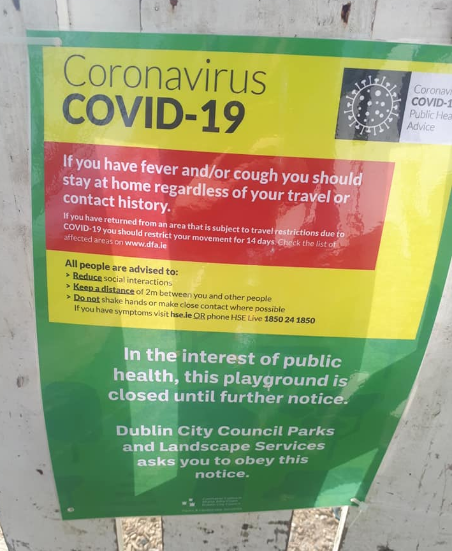 Coronavirus
COVID-19
Coronav
COVID-1
Public Hea
Advice
If you have fever and/or cough you should
stay at home regardless of your travel or
contact history.
If you have returned from an area that is subject to travel restrictions due to
COVID-19 you should restrict your movement for 14 days. Check the list of
affected areas on www.dfa.ie
All people are advised to:
> Reduce social interactions
> Keep a distance of 2m between you and other people
> Do not shake hands or make close contact where possible
If you have symptoms visit hse.ie OR phone HSE Live 1850 24 1850
In the interest of public
health, this playground is
closed until further notice.
Dublin City Council Parks
and Landscape Services
asks you to obey this
notice.